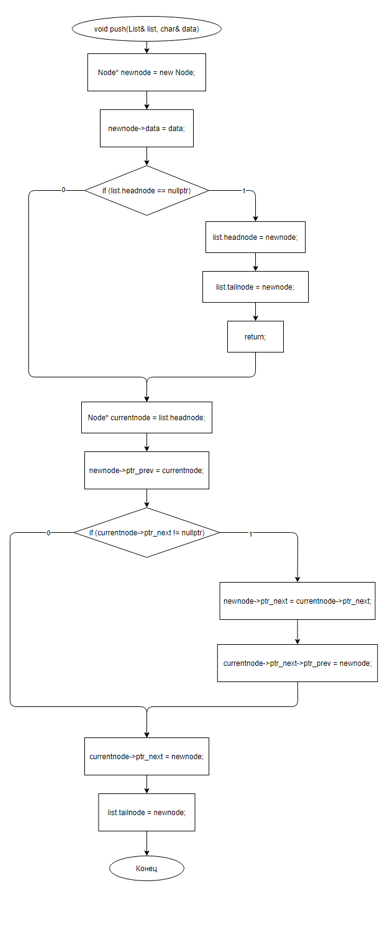 void push(List& list, char& data)
Node* newnode = new Node;
newnode->data = data;
if (list.headnode == nullptr)
0
1
list.headnode = newnode;
list.tailnode = newnode;
return;
Node* currentnode = list.headnode;
newnode->ptr_prev = currentnode;
if (currentnode->ptr_next != nullptr)
0
1
newnode->ptr_next = currentnode->ptr_next;
currentnode->ptr_next->ptr_prev = newnode;
currentnode->ptr_next = newnode;
list.tailnode = newnode;
Конец